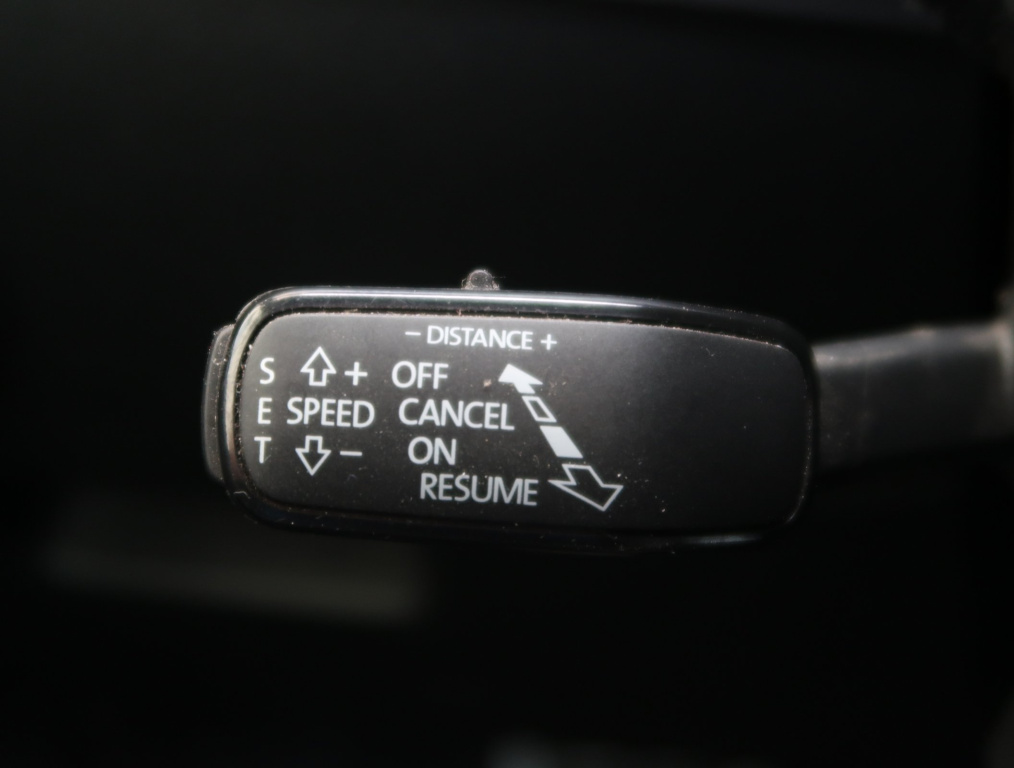 - DISTANCE +
S + OFF
E SPEED CANCEL
T - ON
RESUME